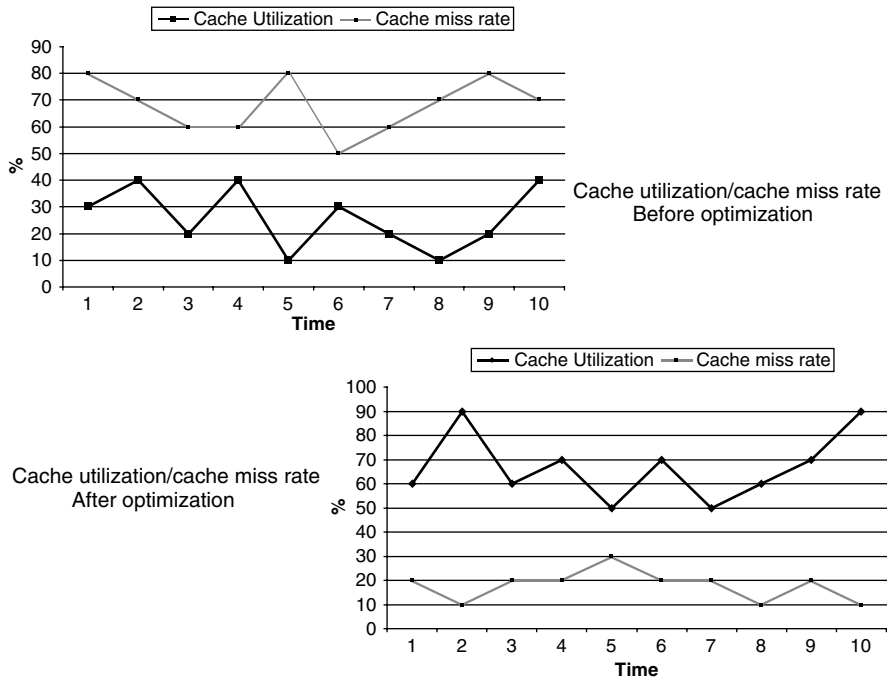 Cache Utilization Cache miss rate
90
80
70
60
50
40
30
20
10
0
%
1 2 3 4 5 6 7 8 9 10
Time
Cache utilization/cache miss rate
Before optimization
Cache Utilization Cache miss rate
100
90
80
70
60
50
40
30
20
10
0
%
1 2 3 4 5 6 7 8 9 10
Time
Cache utilization/cache miss rate
After optimization